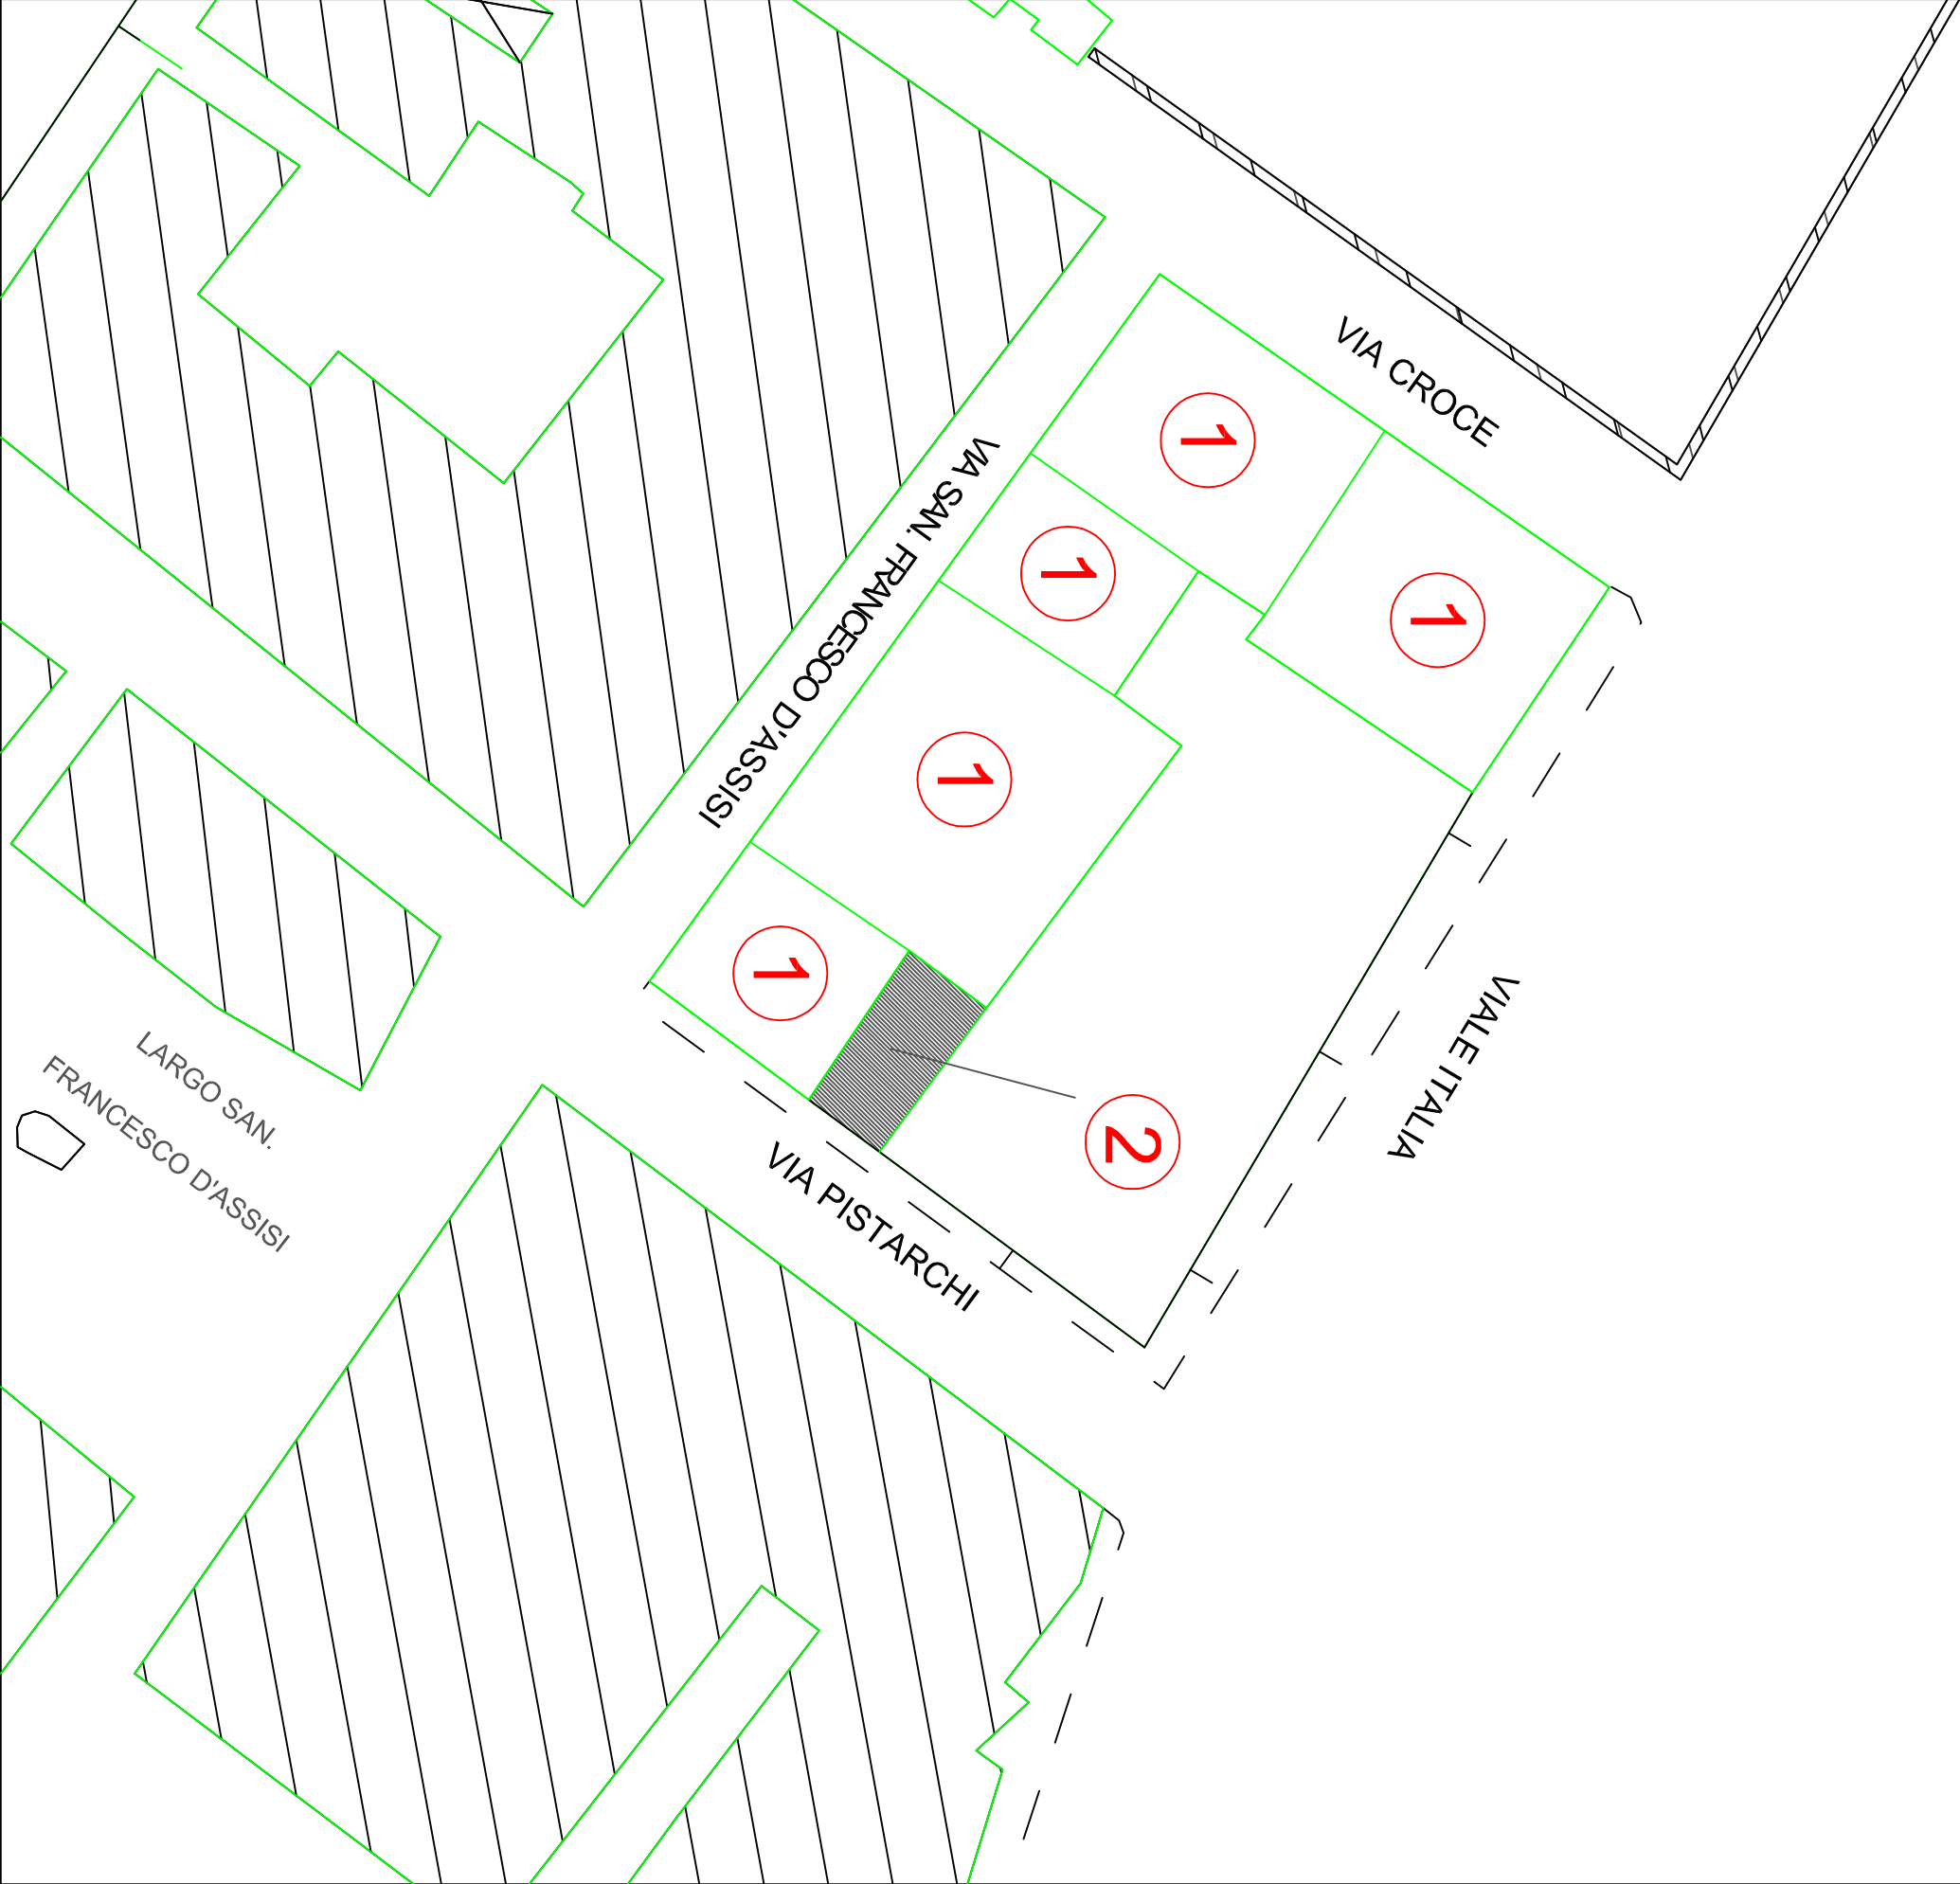 VIA CROCE
1
1
1
VIA SAN. FRANCESCO D'ASSISI
1
1
VIALE ITALIA
2
VIA PISTARCHI
LARGO SAN.
FRANCESCO D'ASSISI